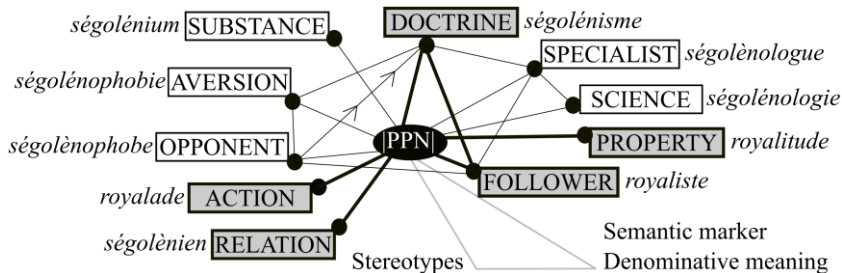 ségolénium SUBSTANCE
DOCTRINE ségolénisme
SPECIALIST ségolènologue
ségolénophobie AVERSION
SCIENCE ségolénologie
|PPN|
PROPERTY royalitude
ségolènophobe OPPONENT
FOLLOWER royaliste
royalade ACTION
ségolènien RELATION
Semantic marker
Stereotypes
Denominative meaning